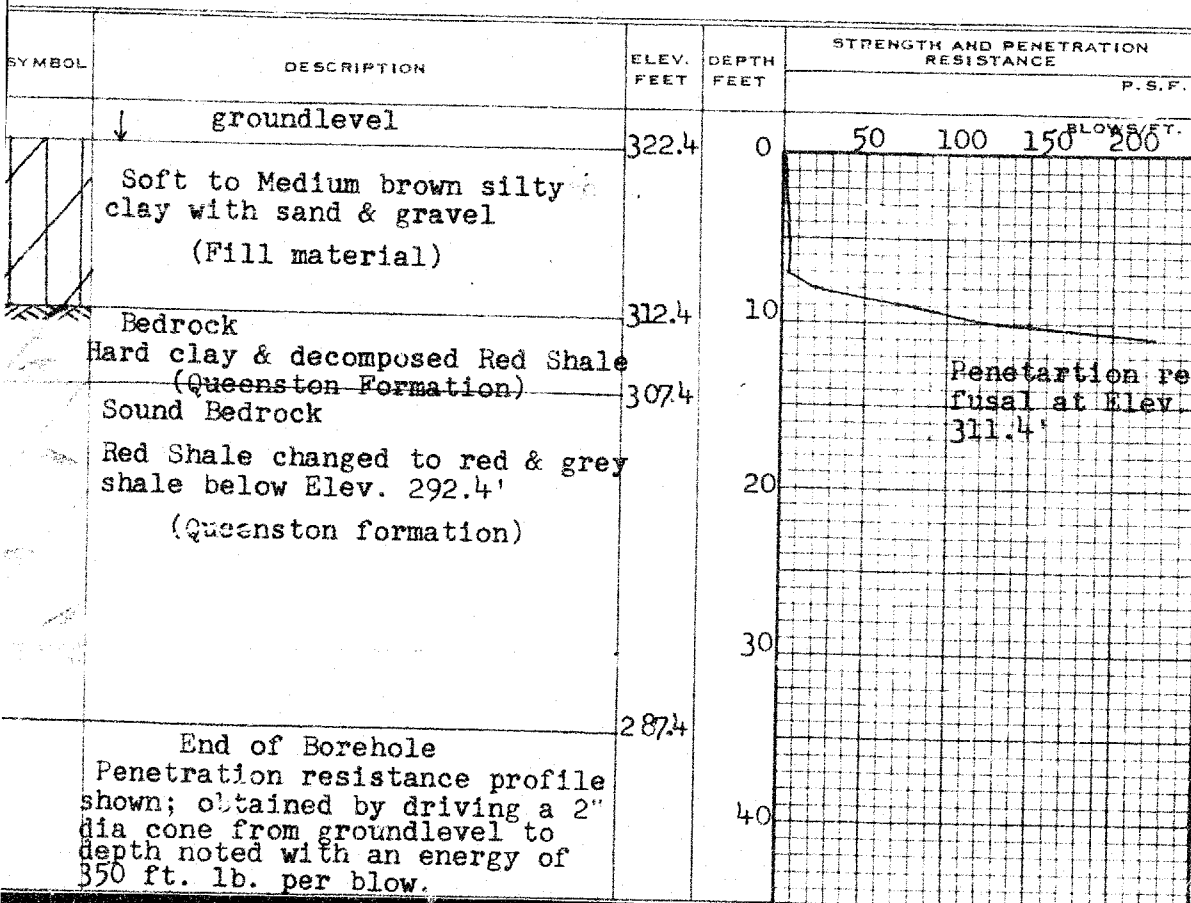 SYMBOL
DESCRIPTION
ELEV. FEET
DEPTH FEET
STRENGTH AND PENETRATION RESISTANCE
P.S.F.
BLOWS/FT.
groundlevel
322.4
0
50 100 150 200
Soft to Medium brown silty
clay with sand & gravel
(Fill material)
312.4
10
Bedrock
Hard clay & decomposed Red Shale
(Queenston Formation)
307.4
Penetartion re
fusal at Elev.
311.4'
Sound Bedrock
Red Shale changed to red & grey
shale below Elev. 292.4'
20
(Queenston formation)
30
287.4
End of Borehole
Penetration resistance profile
shown; obtained by driving a 2"
dia cone from groundlevel to
depth noted with an energy of
350 ft. lb. per blow.
40